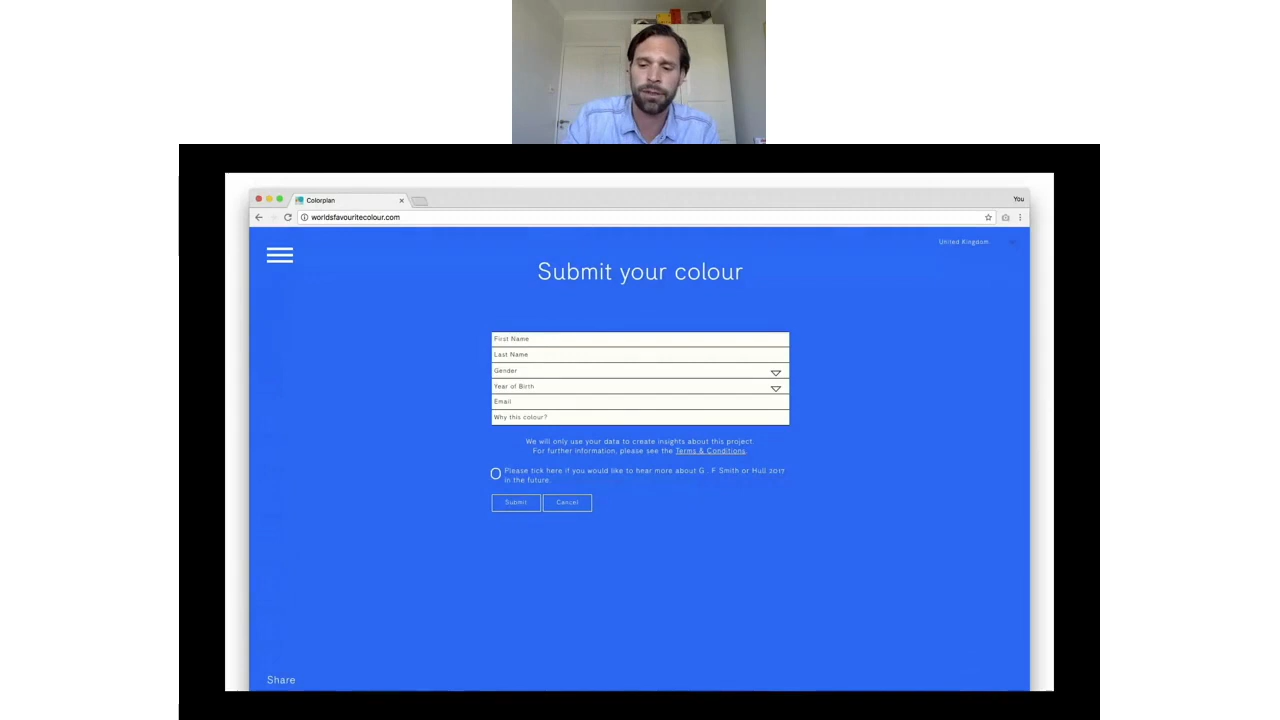 Colorplan
You
worldsfavouritecolour.com
United Kingdom
Submit your colour
First Name
Last Name
Gender
Year of Birth
Email
Why this colour?
We will only use your data to create insights about this project.
For further information, please see the Terms & Conditions.
Please tick here if you would like to hear more about G . F Smith or Hull 2017
in the future.
Submit Cancel
Share